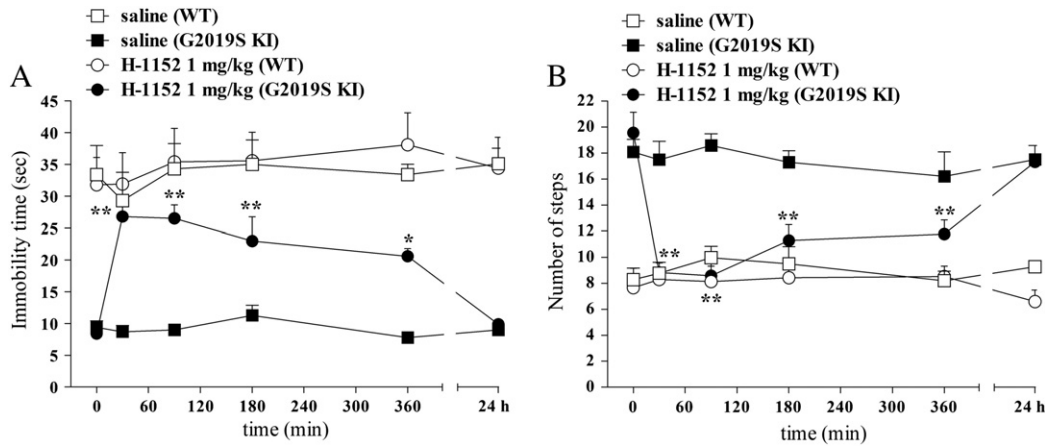 A
saline (WT)
saline (G2019S KI)
H-1152 1 mg/kg (WT)
H-1152 1 mg/kg (G2019S KI)
Immobility time (sec)
45
40
35
30
25
20
15
10
5
0
**
**
**
*
0 60 120 180 240 300 360 24 h
time (min)
B
saline (WT)
saline (G2019S KI)
H-1152 1 mg/kg (WT)
H-1152 1 mg/kg (G2019S KI)
Number of steps
22
20
18
16
14
12
10
8
6
4
2
0
**
**
**
**
0 60 120 180 240 300 360 24 h
time (min)